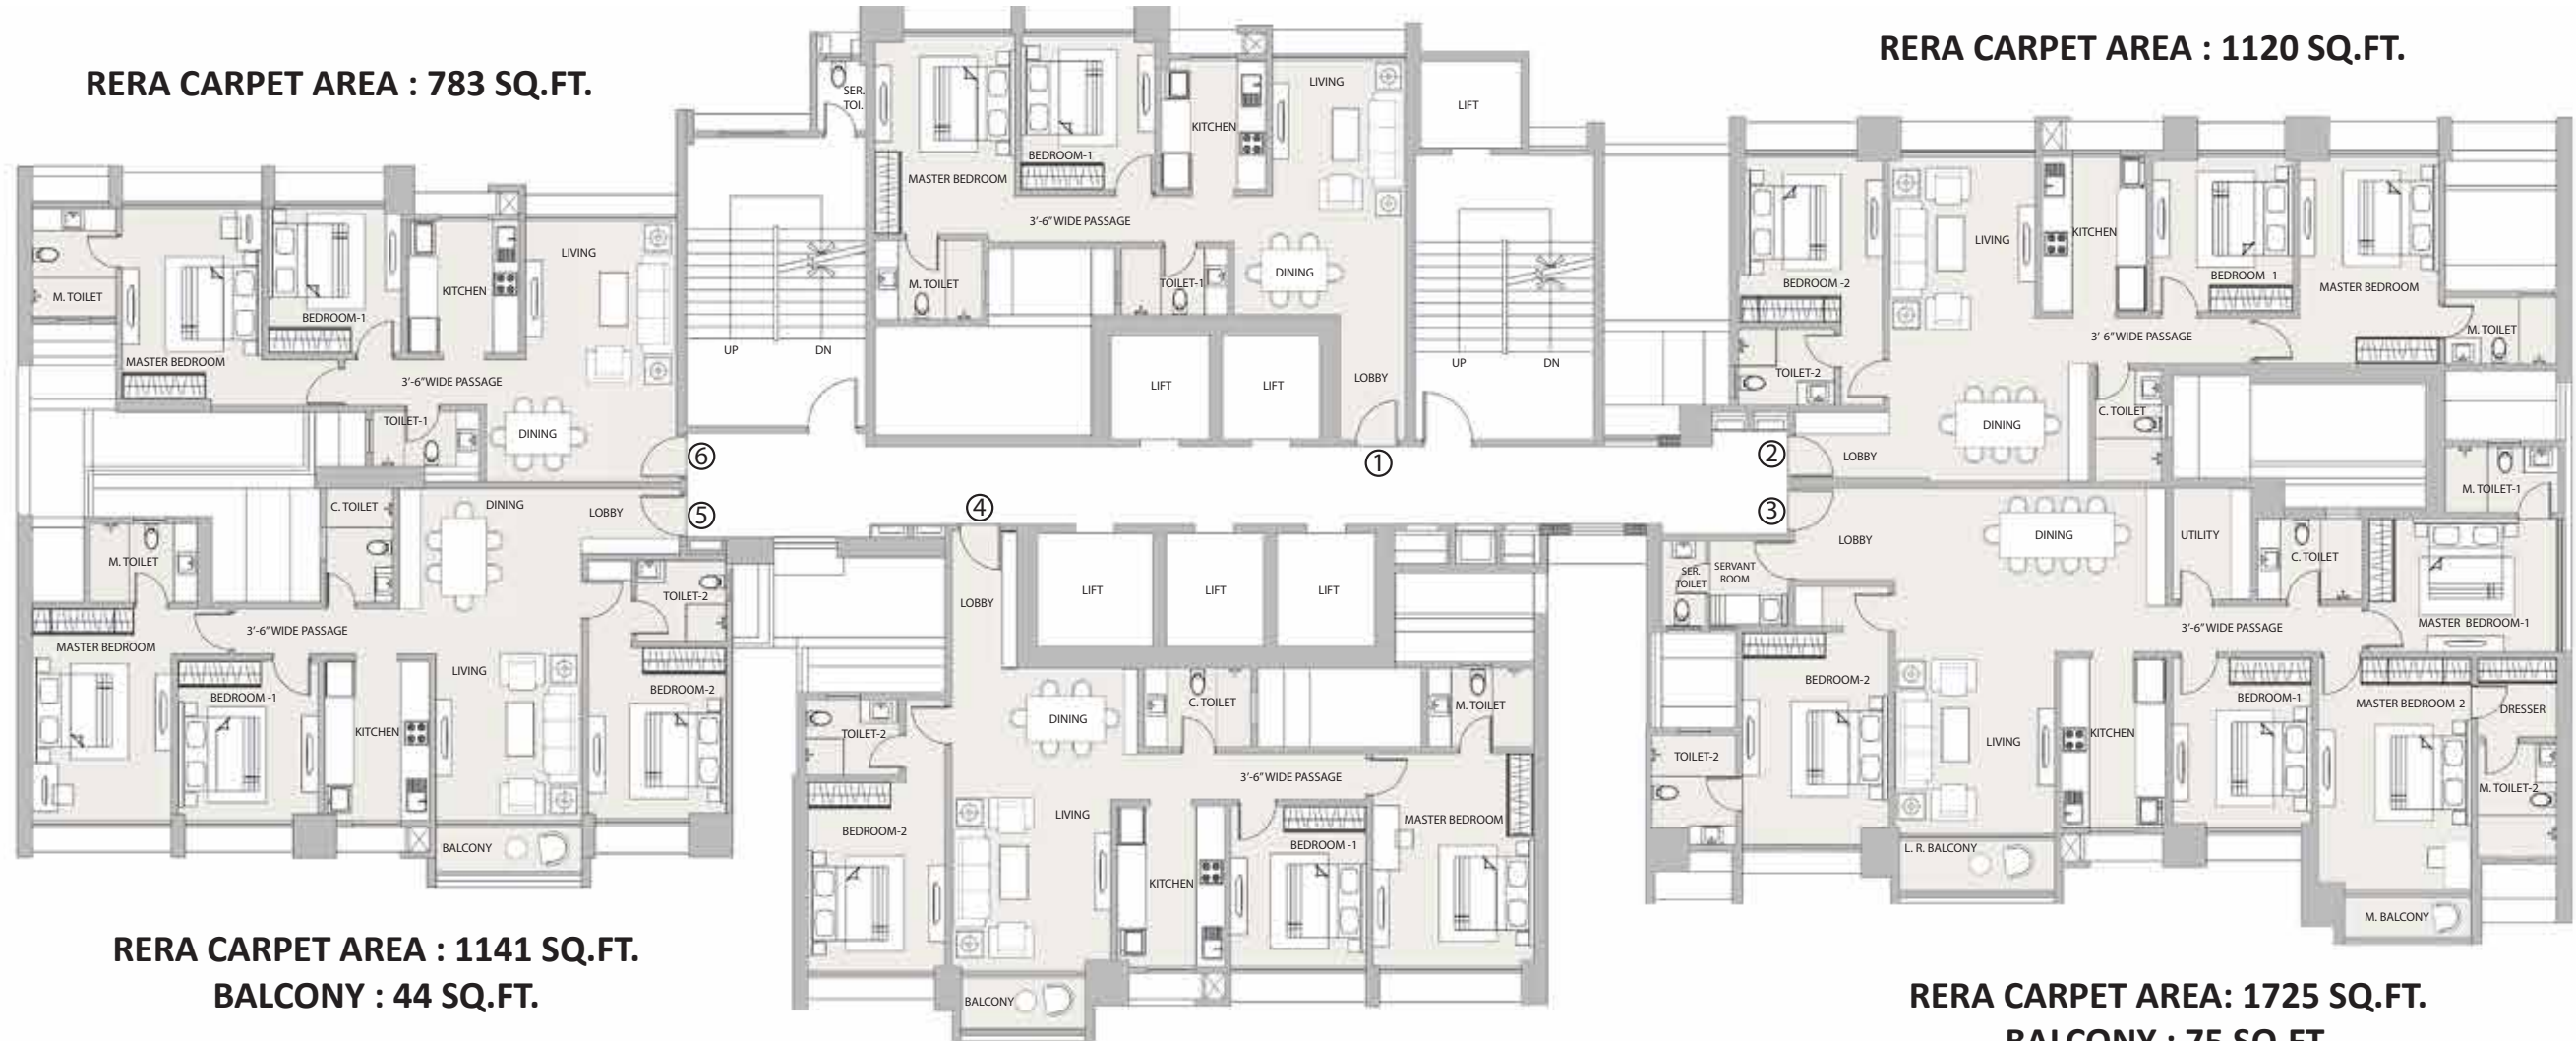 RERA CARPET AREA : 783 SQ.FT.
RERA CARPET AREA : 1120 SQ.FT.
SER.
TOI.
MASTER BEDROOM
BEDROOM-1
KITCHEN
LIVING
3'-6"WIDE PASSAGE
M. TOILET
TOILET-1
DINING
LOBBY
LIFT
LIFT
LIFT
UP
DN
UP
DN
1
M. TOILET
MASTER BEDROOM
BEDROOM-1
KITCHEN
LIVING
3'-6"WIDE PASSAGE
TOILET-1
DINING
6
BEDROOM -2
TOILET-2
LIVING
KITCHEN
BEDROOM -1
MASTER BEDROOM
3'-6"WIDE PASSAGE
M. TOILET
C. TOILET
DINING
LOBBY
2
5
LOBBY
DINING
C. TOILET
M. TOILET
TOILET-2
3'-6"WIDE PASSAGE
MASTER BEDROOM
BEDROOM -1
KITCHEN
LIVING
BEDROOM-2
BALCONY
4
LOBBY
LIFT
LIFT
LIFT
DINING
C. TOILET
M. TOILET
TOILET-2
3'-6"WIDE PASSAGE
BEDROOM-2
LIVING
KITCHEN
BEDROOM -1
MASTER BEDROOM
BALCONY
3
LOBBY
DINING
UTILITY
C. TOILET
M. TOILET-1
SER.
TOILET
SERVANT
ROOM
3'-6"WIDE PASSAGE
MASTER BEDROOM-1
BEDROOM-2
TOILET-2
LIVING
KITCHEN
BEDROOM-1
MASTER BEDROOM-2
DRESSER
M. TOILET-2
L. R. BALCONY
M. BALCONY
RERA CARPET AREA : 1141 SQ.FT.
BALCONY : 44 SQ.FT.
RERA CARPET AREA: 1725 SQ.FT.
BALCONY : 75 SQ.FT.